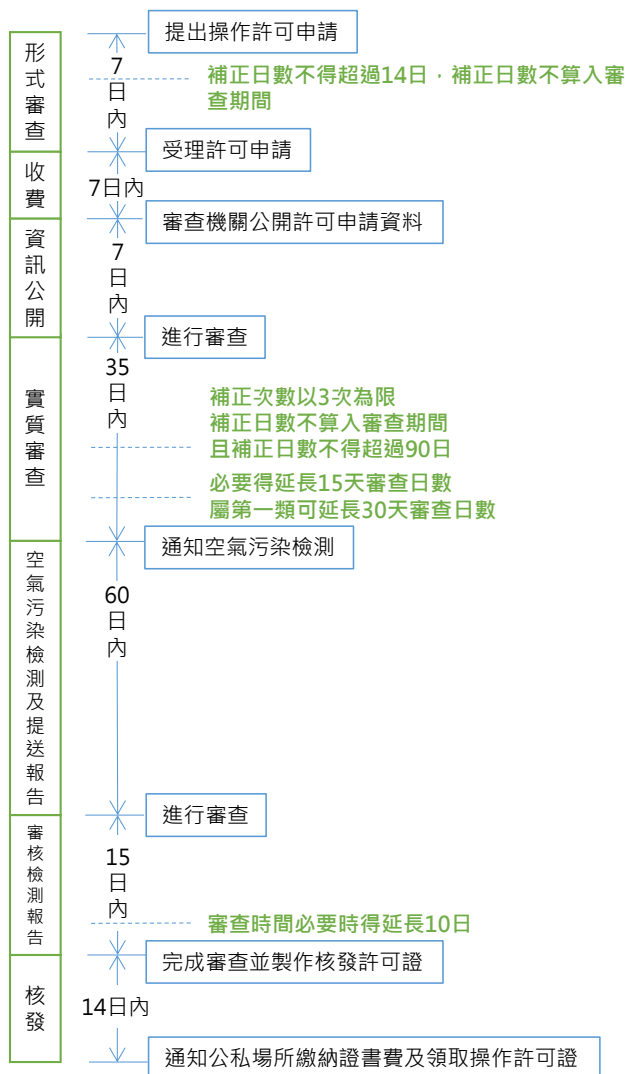 提出操作許可申請
形式審查
7日內
補正日數不得超過14日，補正日數不算入審
查期間
受理許可申請
收費
7日內
審查機關公開許可申請資料
資訊公開
7日內
進行審查
實質審查
35日內
補正次數以3次為限
補正日數不算入審查期間
且補正日數不得超過90日
必要得延長15天審查日數
屬第一類可延長30天審查日數
通知空氣污染檢測
空氣污染檢測及提送報告
60日內
進行審查
審核檢測報告
15日內
審查時間必要時得延長10日
完成審查並製作核發許可證
核發
14日內
通知公私場所繳納證書費及領取操作許可證